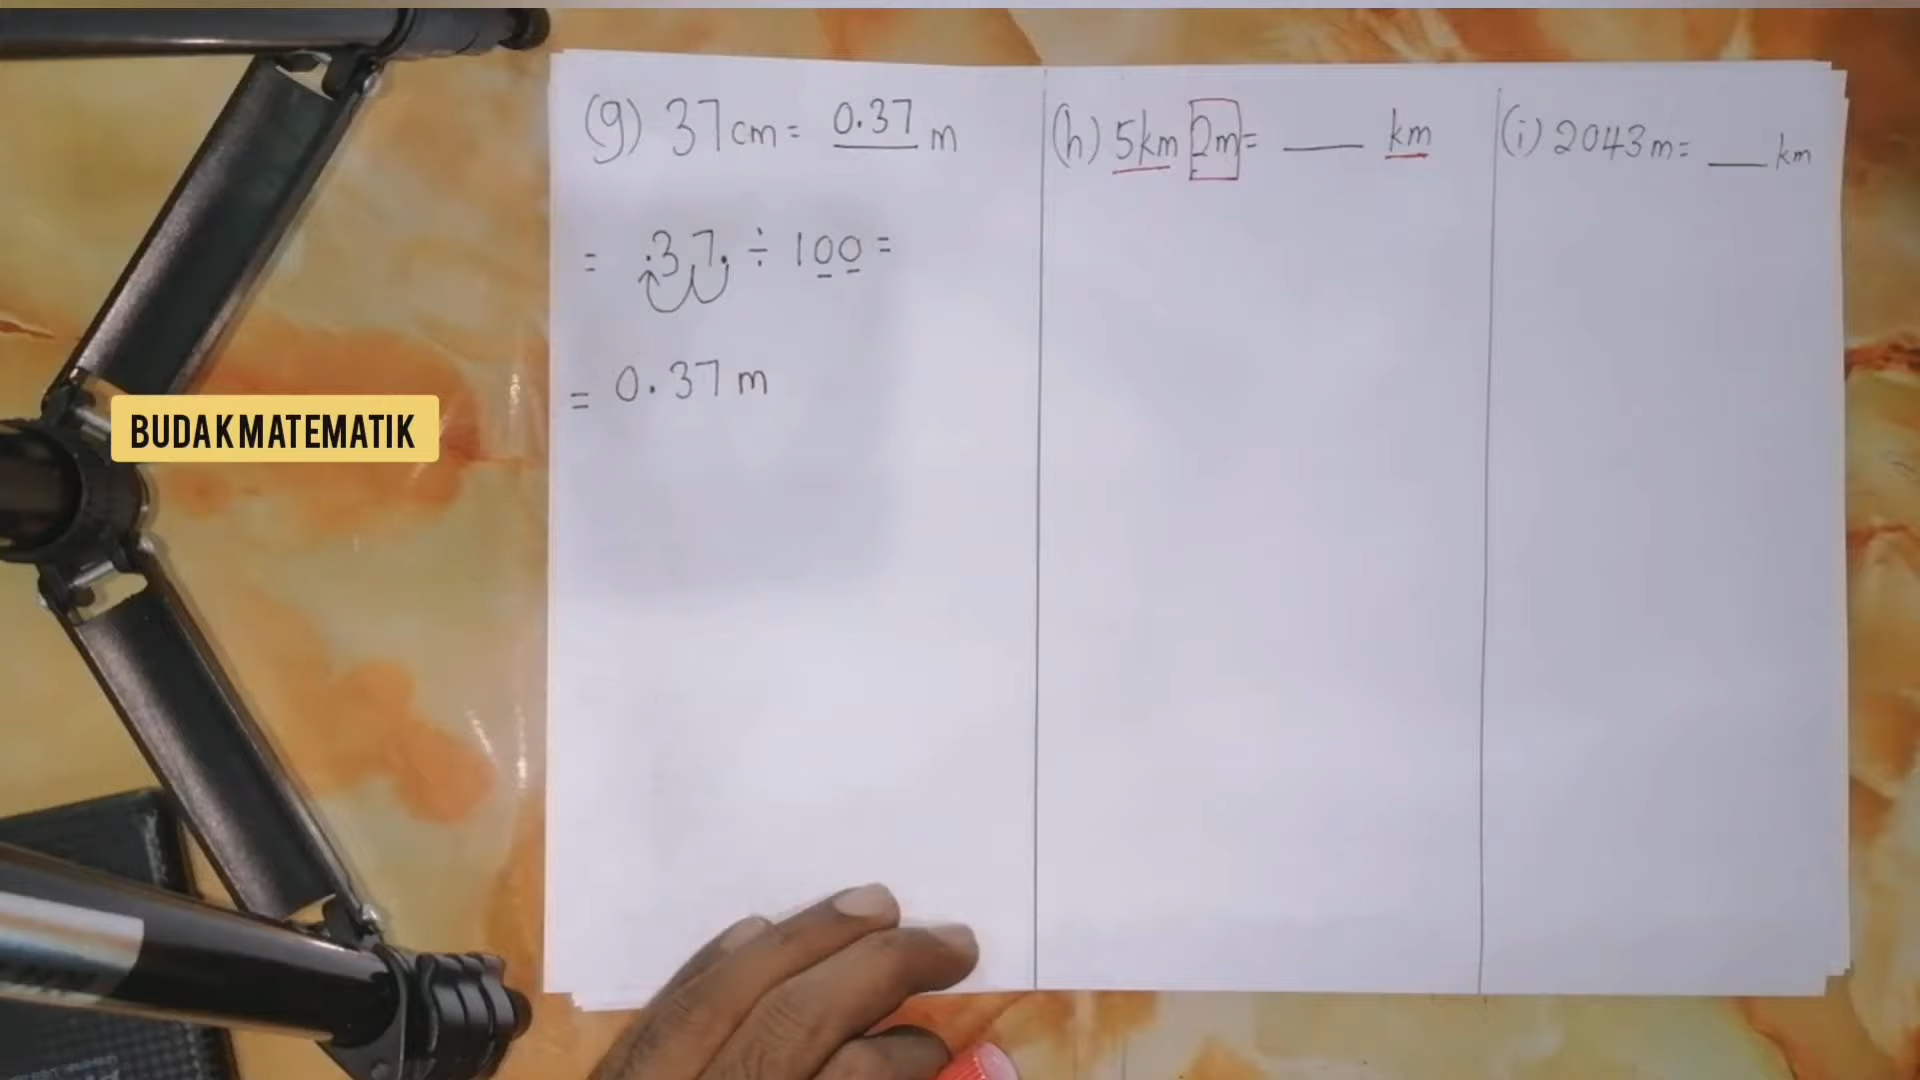 (g) 37cm = 0.37 m
= .37. ÷ 100 =
= 0.37 m
(h) 5km 2m = ___ km
(i) 2043m = ___ km
BUDAKMATEMATIK